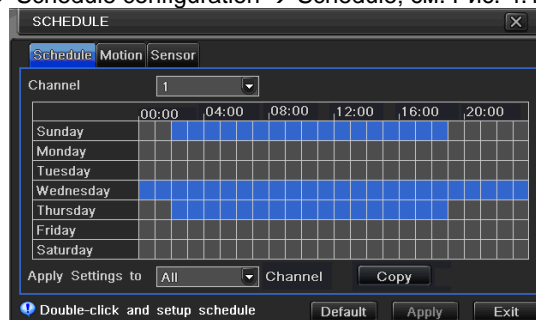 Schedule configuration → Schedule, см. Рис. 4.1
SCHEDULE
Schedule Motion Sensor
Channel 1
00:00 04:00 08:00 12:00 16:00 20:00
Sunday
Monday
Tuesday
Wednesday
Thursday
Friday
Saturday
Apply Settings to All Channel Copy
Double-click and setup schedule Default Apply Exit